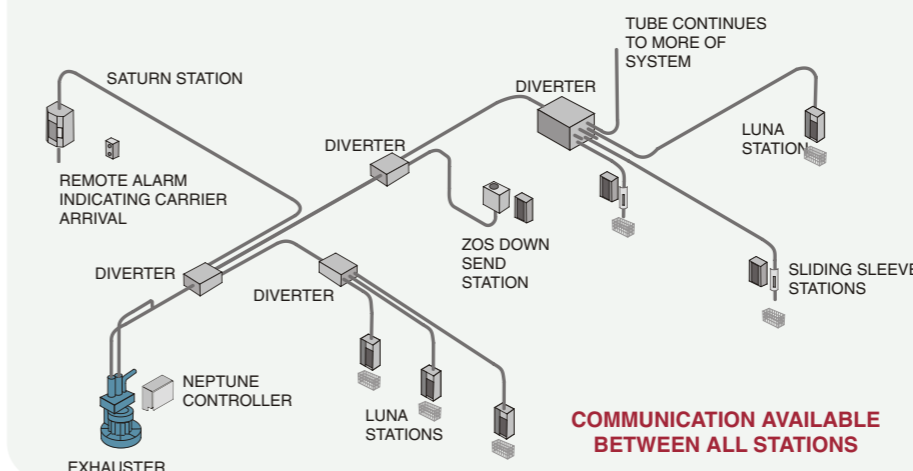 TUBE CONTINUES
TO MORE OF
SYSTEM
SATURN STATION
DIVERTER
DIVERTER
LUNA
STATION
REMOTE ALARM
INDICATING CARRIER
ARRIVAL
ZOS DOWN
SEND
STATION
DIVERTER
DIVERTER
SLIDING SLEEVE
STATIONS
NEPTUNE
CONTROLLER
LUNA
STATIONS
COMMUNICATION AVAILABLE
BETWEEN ALL STATIONS
EXHAUSTER